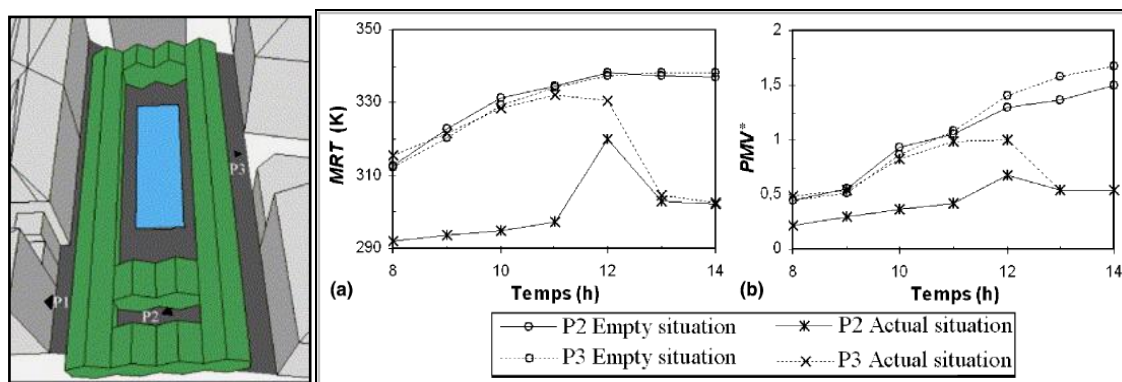 P1
P2
P3
MRT (K)
350
330
310
290
8
10
12
14
Temps (h)
(a)
PMV*
2
1,5
1
0,5
0
8
10
12
14
Temps (h)
(b)
P2 Empty situation
P2 Actual situation
P3 Empty situation
P3 Actual situation